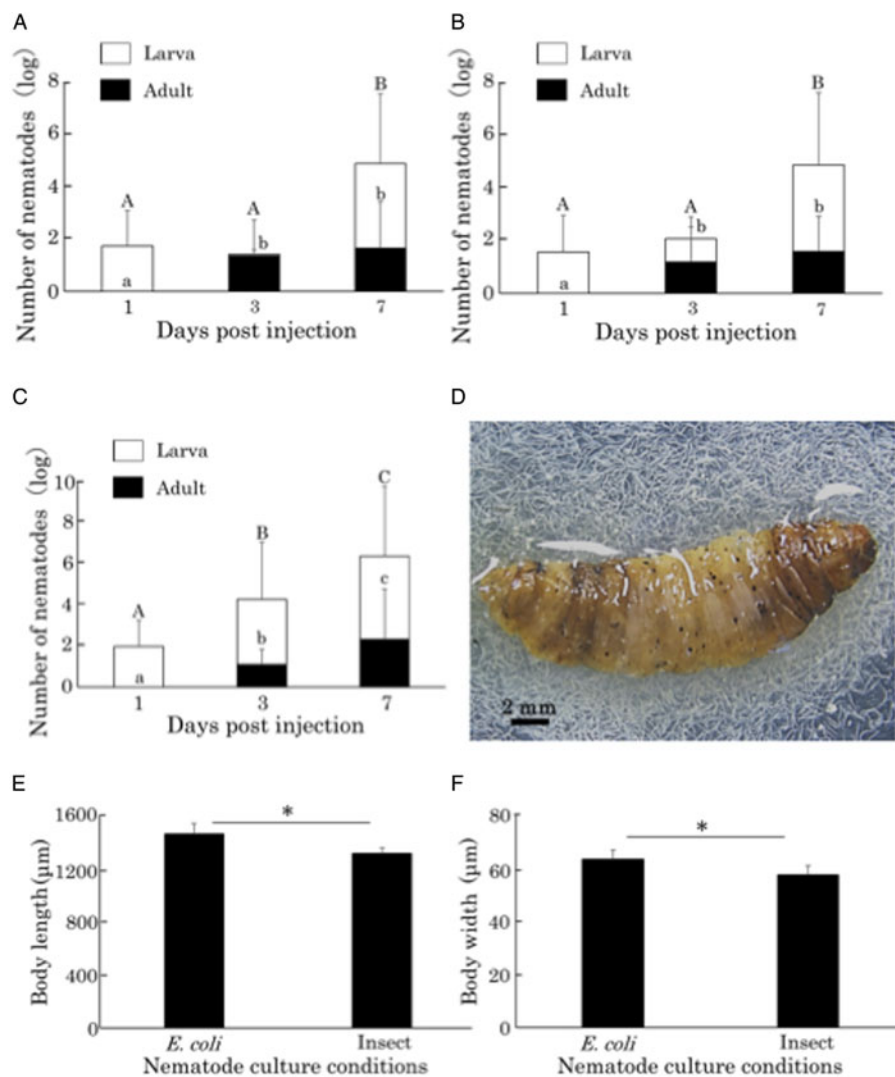 A
Larva
Adult
Number of nematodes (log)
8
6
4
2
0
A
A
B
a
b
b
1
3
7
Days post injection
B
Larva
Adult
Number of nematodes (log)
8
6
4
2
0
A
A
B
a
b
b
1
3
7
Days post injection
C
Larva
Adult
Number of nematodes (log)
10
8
6
4
2
0
A
B
C
a
b
c
1
3
7
Days post injection
D
2 mm
E
Body length (μm)
1600
1200
800
400
0
*
E. coli
Insect
Nematode culture conditions
F
Body width (μm)
80
60
40
20
0
*
E. coli
Insect
Nematode culture conditions